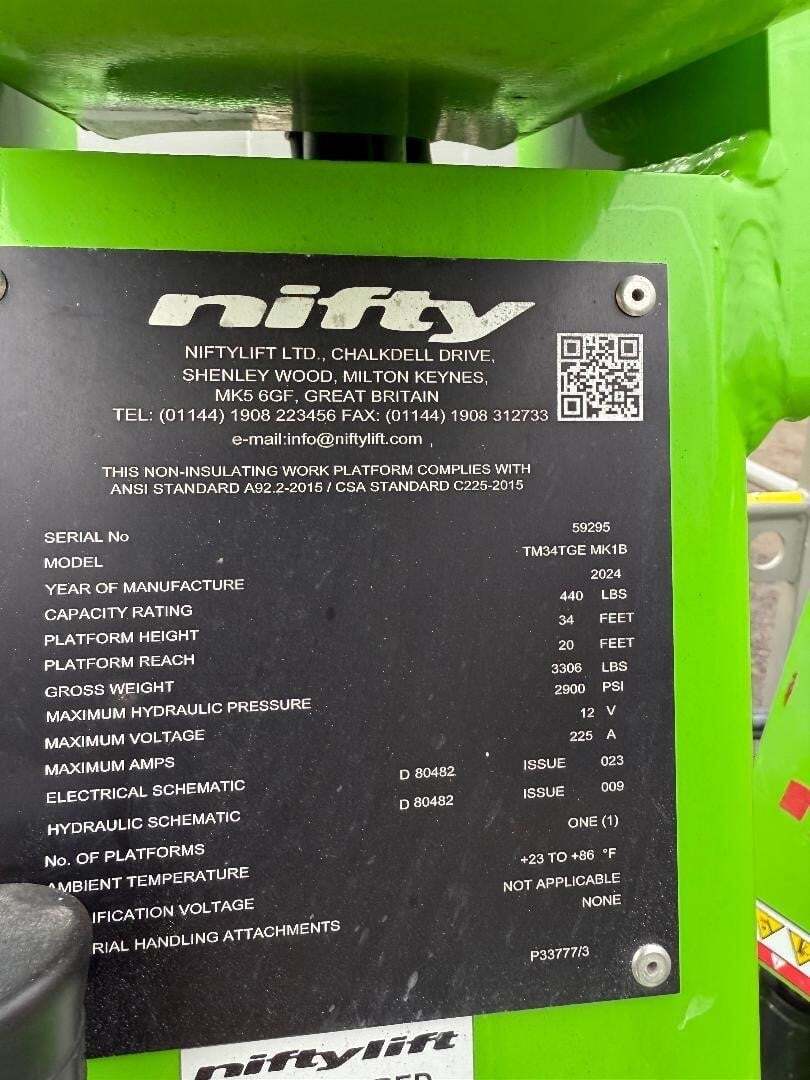 nifty
NIFTYLIFT LTD., CHALKDELL DRIVE,
SHENLEY WOOD, MILTON KEYNES,
MK5 6GF, GREAT BRITAIN
TEL: (01144) 1908 223456 FAX: (01144) 1908 312733
e-mail:info@niftylift.com
THIS NON-INSULATING WORK PLATFORM COMPLIES WITH
ANSI STANDARD A92.2-2015 / CSA STANDARD C225-2015
SERIAL No 59295
MODEL TM34TGE MK1B
YEAR OF MANUFACTURE 2024
CAPACITY RATING 440 LBS
PLATFORM HEIGHT 34 FEET
PLATFORM REACH 20 FEET
GROSS WEIGHT 3306 LBS
MAXIMUM HYDRAULIC PRESSURE 2900 PSI
MAXIMUM VOLTAGE 12 V
MAXIMUM AMPS 225 A
ELECTRICAL SCHEMATIC D 80482 ISSUE 023
HYDRAULIC SCHEMATIC D 80482 ISSUE 009
No. OF PLATFORMS ONE (1)
AMBIENT TEMPERATURE +23 TO +86 °F
IFICATION VOLTAGE NOT APPLICABLE
RIAL HANDLING ATTACHMENTS NONE
P33777/3
niftylift